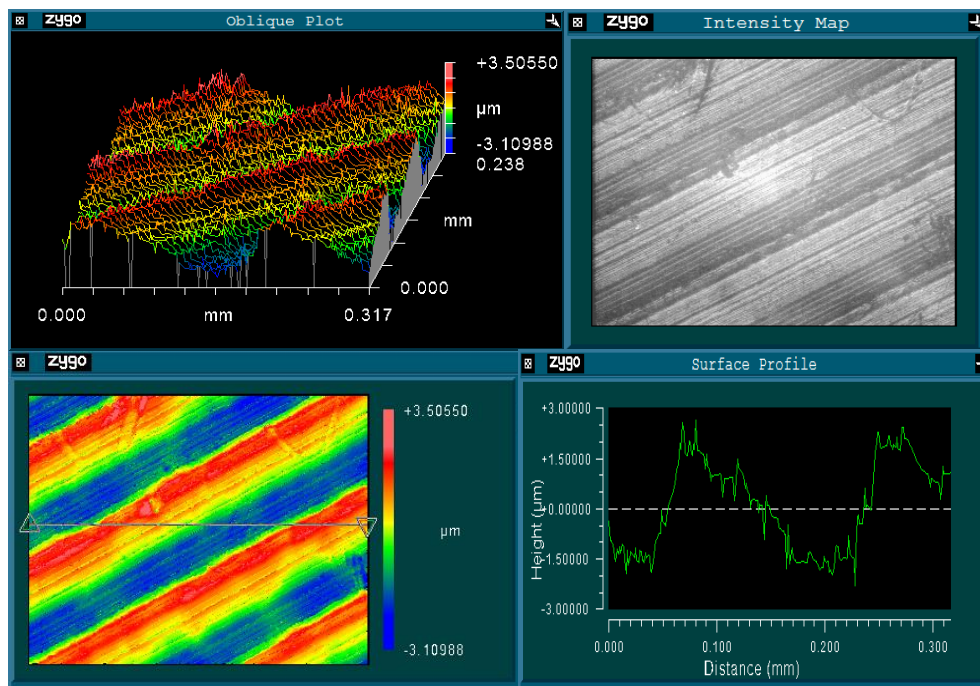 zygo
Oblique Plot
+3.50550
µm
-3.10988
0.238
mm
0.000
0.000
mm
0.317
zygo
Intensity Map
zygo
+3.50550
µm
-3.10988
zygo
Surface Profile
Height (µm)
+3.00000
+1.50000
+0.00000
-1.50000
-3.00000
0.000
0.100
0.200
0.300
Distance (mm)